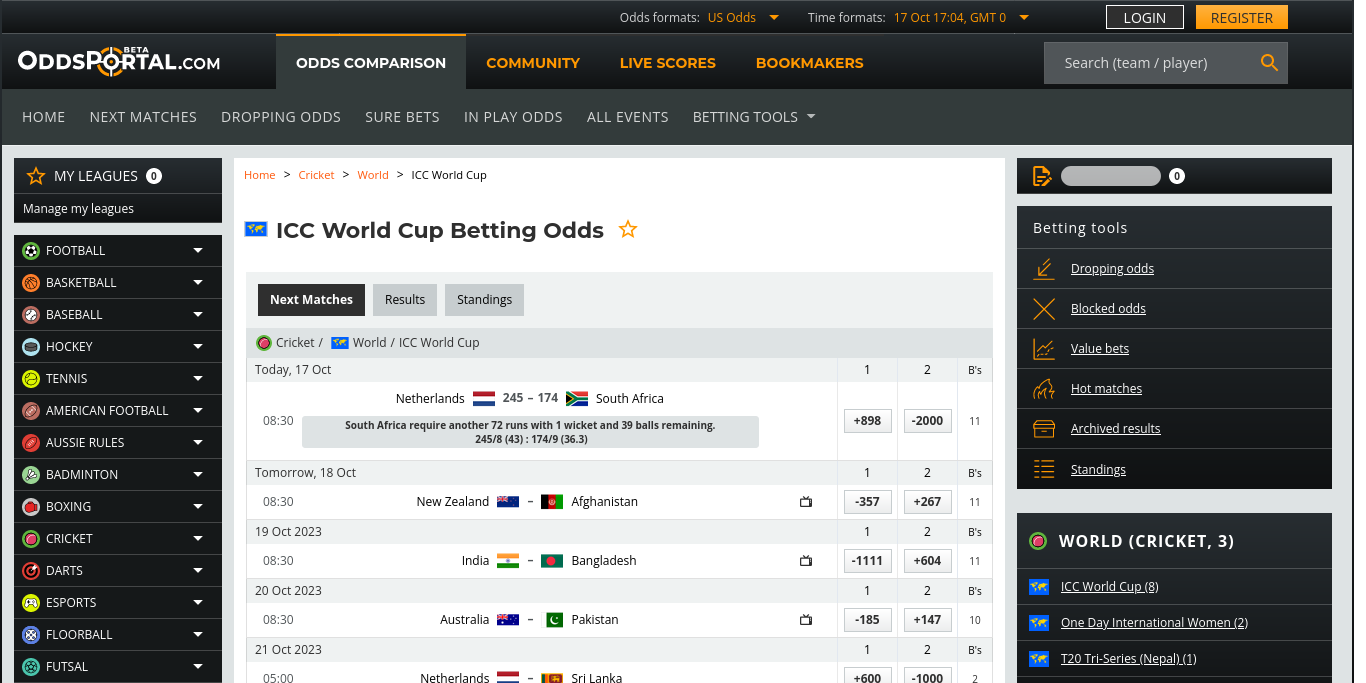 Odds formats: US Odds Time formats: 17 Oct 17:04, GMT 0 LOGIN REGISTER
ODDSPORTAL.COM BETA ODDS COMPARISON COMMUNITY LIVE SCORES BOOKMAKERS Search (team / player)
HOME NEXT MATCHES DROPPING ODDS SURE BETS IN PLAY ODDS ALL EVENTS BETTING TOOLS
MY LEAGUES 0
Manage my leagues
FOOTBALL
BASKETBALL
BASEBALL
HOCKEY
TENNIS
AMERICAN FOOTBALL
AUSSIE RULES
BADMINTON
BOXING
CRICKET
DARTS
ESPORTS
FLOORBALL
FUTSAL
Home > Cricket > World > ICC World Cup
ICC World Cup Betting Odds
Next Matches Results Standings
Cricket / World / ICC World Cup
Today, 17 Oct 1 2 B's
Netherlands 245 – 174 South Africa
08:30 +898 -2000 11
South Africa require another 72 runs with 1 wicket and 39 balls remaining.
245/8 (43) : 174/9 (36.3)
Tomorrow, 18 Oct 1 2 B's
08:30 New Zealand – Afghanistan -357 +267 11
19 Oct 2023 1 2 B's
08:30 India – Bangladesh -1111 +604 11
20 Oct 2023 1 2 B's
08:30 Australia – Pakistan -185 +147 10
21 Oct 2023 1 2 B's
05:00 Netherlands – Sri Lanka +600 -1000 2
0
Betting tools
Dropping odds
Blocked odds
Value bets
Hot matches
Archived results
Standings
WORLD (CRICKET, 3)
ICC World Cup (8)
One Day International Women (2)
T20 Tri-Series (Nepal) (1)